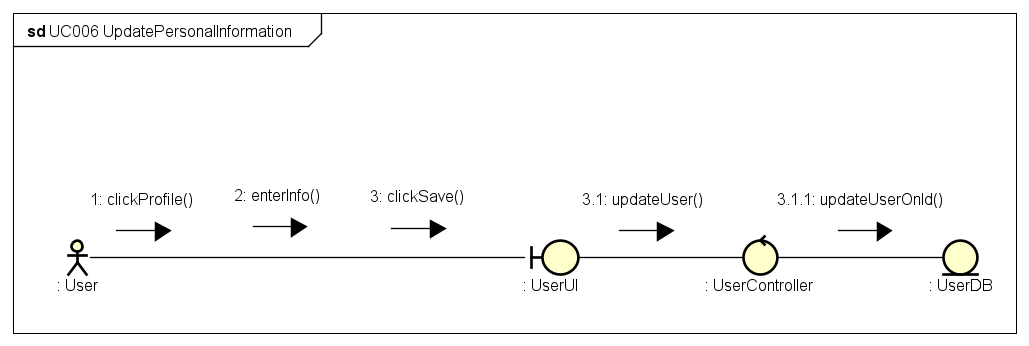 sd UC006 UpdatePersonalInformation
1: clickProfile()
2: enterInfo()
3: clickSave()
3.1: updateUser()
3.1.1: updateUserOnId()
: User
: UserUI
: UserController
: UserDB